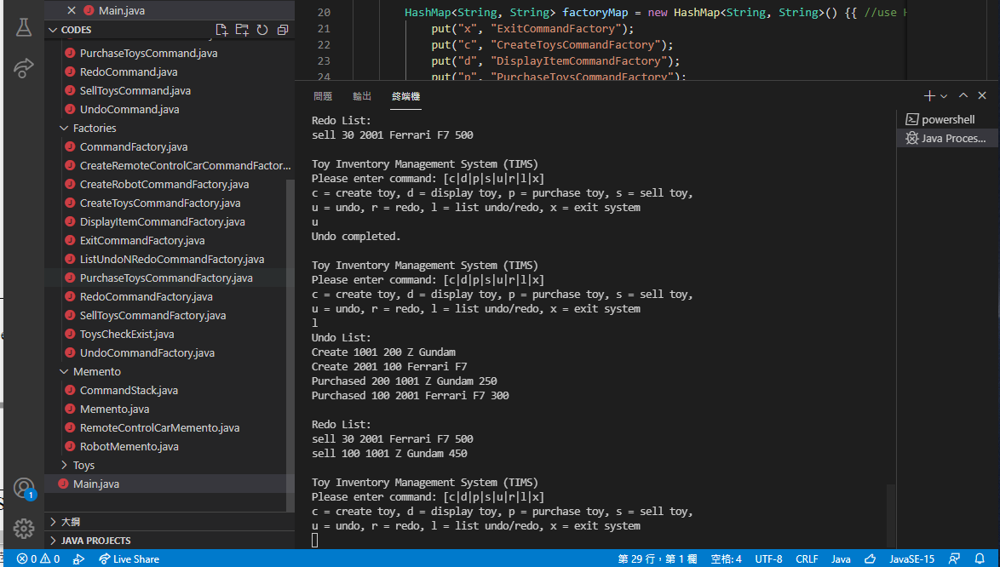 Main.java
CODES
PurchaseToysCommand.java
RedoCommand.java
SellToysCommand.java
UndoCommand.java
Factories
CommandFactory.java
CreateRemoteControlCarCommandFactor...
CreateRobotCommandFactory.java
CreateToysCommandFactory.java
DisplayItemCommandFactory.java
ExitCommandFactory.java
ListUndoNRedoCommandFactory.java
PurchaseToysCommandFactory.java
RedoCommandFactory.java
SellToysCommandFactory.java
ToysCheckExist.java
UndoCommandFactory.java
Memento
CommandStack.java
Memento.java
RemoteControlCarMemento.java
RobotMemento.java
Toys
Main.java
大綱
JAVA PROJECTS
20 HashMap<String, String> factoryMap = new HashMap<String, String>() {{ //use
21 put("x", "ExitCommandFactory");
22 put("c", "CreateToysCommandFactory");
23 put("d", "DisplayItemCommandFactory");
24 put("p", "PurchaseToysCommandFactory");
問題 輸出 終端機
Redo List:
sell 30 2001 Ferrari F7 500
Toy Inventory Management System (TIMS)
Please enter command: [c|d|p|s|u|r|l|x]
c = create toy, d = display toy, p = purchase toy, s = sell toy,
u = undo, r = redo, l = list undo/redo, x = exit system
u
Undo completed.
Toy Inventory Management System (TIMS)
Please enter command: [c|d|p|s|u|r|l|x]
c = create toy, d = display toy, p = purchase toy, s = sell toy,
u = undo, r = redo, l = list undo/redo, x = exit system
l
Undo List:
Create 1001 200 Z Gundam
Create 2001 100 Ferrari F7
Purchased 200 1001 Z Gundam 250
Purchased 100 2001 Ferrari F7 300
Redo List:
sell 30 2001 Ferrari F7 500
sell 100 1001 Z Gundam 450
Toy Inventory Management System (TIMS)
Please enter command: [c|d|p|s|u|r|l|x]
c = create toy, d = display toy, p = purchase toy, s = sell toy,
u = undo, r = redo, l = list undo/redo, x = exit system
powershell
Java Proces...
1
0 0 Live Share 第 29 行，第 1 欄 空格: 4 UTF-8 CRLF Java JavaSE-15